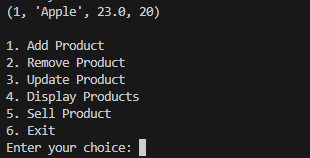 (1, 'Apple', 23.0, 20)
1. Add Product
2. Remove Product
3. Update Product
4. Display Products
5. Sell Product
6. Exit
Enter your choice: